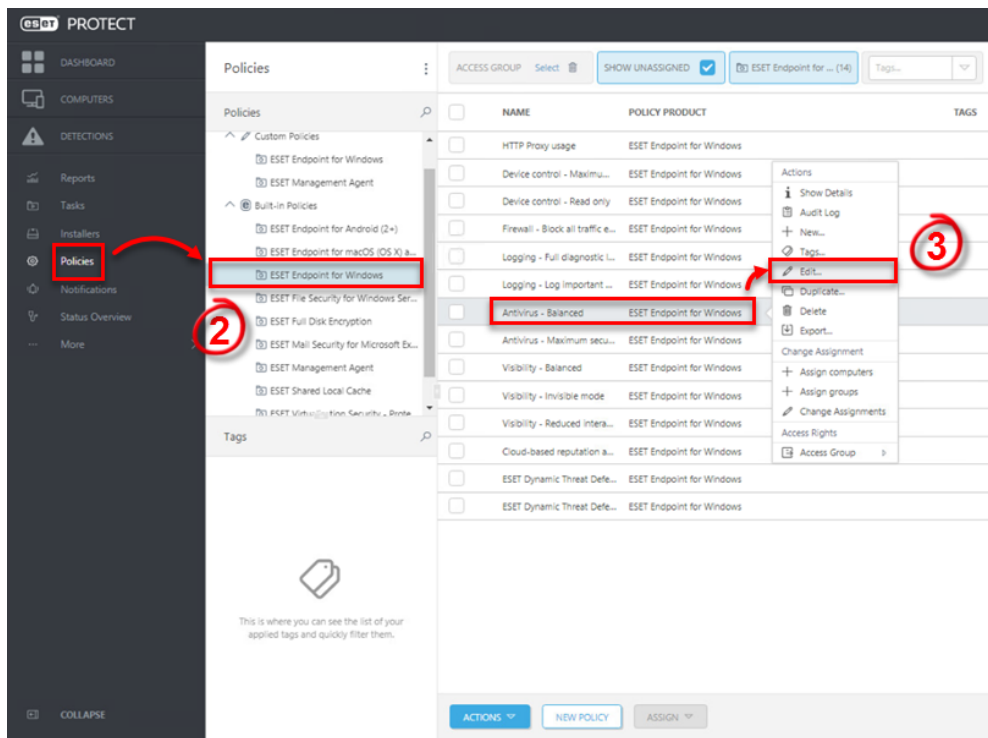 eset PROTECT
DASHBOARD
COMPUTERS
DETECTIONS
Reports
Tasks
Installers
Policies
Notifications
Status Overview
More
COLLAPSE
2
Policies
Policies
Custom Policies
ESET Endpoint for Windows
ESET Management Agent
Built-in Policies
ESET Endpoint for Android (2+)
ESET Endpoint for macOS (OS X) a...
ESET Endpoint for Windows
ESET File Security for Windows Ser...
ESET Full Disk Encryption
ESET Mail Security for Microsoft Ex...
ESET Management Agent
ESET Shared Local Cache
ESET Virtualization Security - Prote
Tags
This is where you can see the list of your
applied tags and quickly filter them.
ACCESS GROUP Select SHOW UNASSIGNED ESET Endpoint for ... (14) Tags...
NAME POLICY PRODUCT TAGS
HTTP Proxy usage ESET Endpoint for Windows
Device control - Maximu... ESET Endpoint for Windows
Device control - Read only ESET Endpoint for Windows
Firewall - Block all traffic e... ESET Endpoint for Windows
Logging - Full diagnostic l... ESET Endpoint for Windows
Logging - Log important ... ESET Endpoint for Windows
Antivirus - Balanced ESET Endpoint for Windows
Antivirus - Maximum secu... ESET Endpoint for Windows
Visibility - Balanced ESET Endpoint for Windows
Visibility - Invisible mode ESET Endpoint for Windows
Visibility - Reduced intera... ESET Endpoint for Windows
Cloud-based reputation a... ESET Endpoint for Windows
ESET Dynamic Threat Defe... ESET Endpoint for Windows
ESET Dynamic Threat Defe... ESET Endpoint for Windows
Actions
Show Details
Audit Log
New...
Tags...
Edit...
Duplicate...
Delete
Export...
Change Assignment
Assign computers
Assign groups
Change Assignments
Access Rights
Access Group
3
ACTIONS NEW POLICY ASSIGN